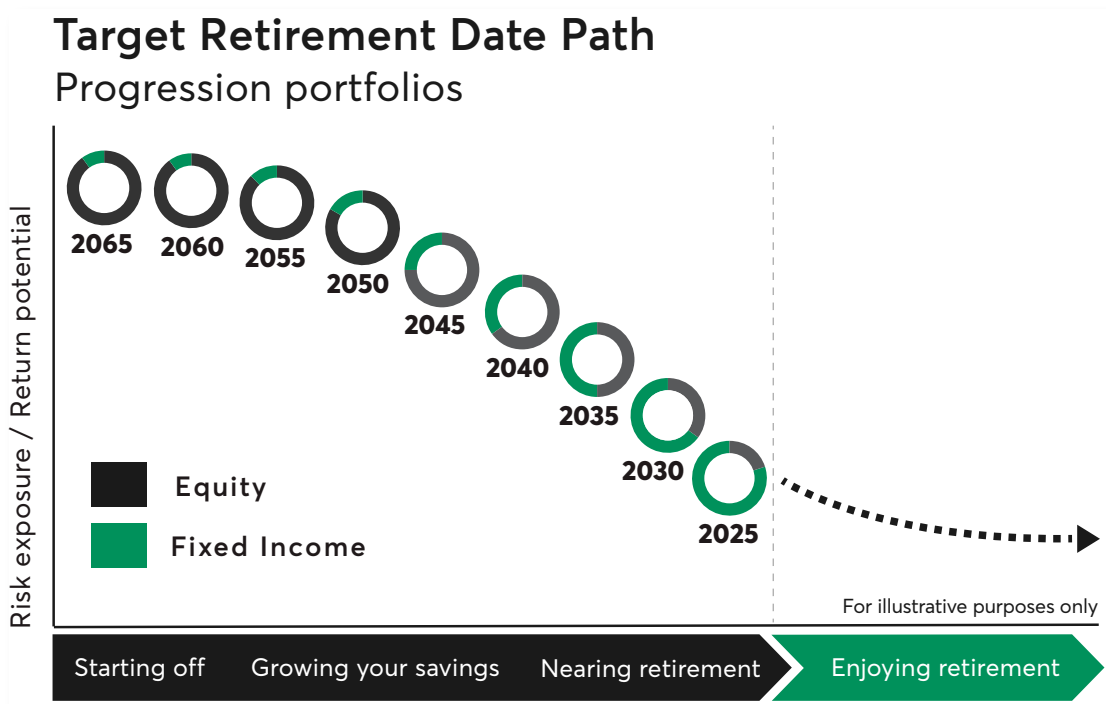 Target Retirement Date Path
Progression portfolios
Risk exposure / Return potential
2065
2060
2055
2050
2045
2040
2035
2030
2025
Equity
Fixed Income
For illustrative purposes only
Starting off
Growing your savings
Nearing retirement
Enjoying retirement